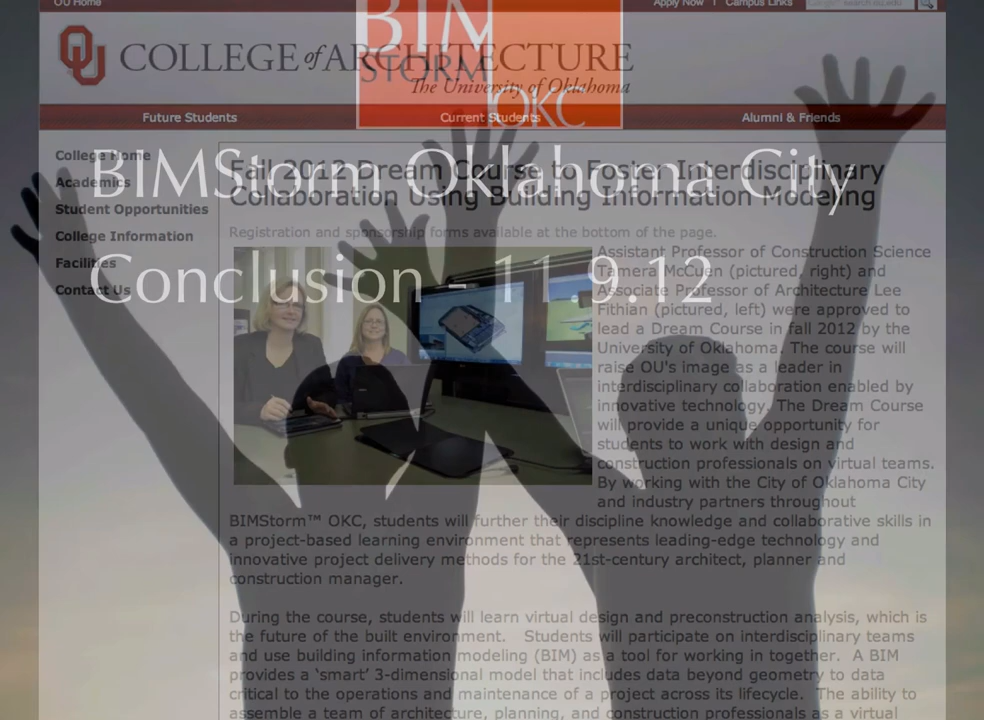 OU Home
Apply Now | Campus Links
BIM
STORM
OKC
COLLEGE of ARCHITECTURE
The University of Oklahoma
Future Students
Current Students
Alumni & Friends
BIMStorm Oklahoma City
Conclusion - 11.9.12
College Home
Academics
Student Opportunities
College Information
Facilities
Contact Us
Fall 2012 Dream Course to Foster Interdisciplinary
Collaboration Using Building Information Modeling
Registration and sponsorship forms available at the bottom of the page.
Assistant Professor of Construction Science
Tamera McCuen (pictured, right) and
Associate Professor of Architecture Lee
Fithian (pictured, left) were approved to
lead a Dream Course in fall 2012 by the
University of Oklahoma. The course will
raise OU's image as a leader in
interdisciplinary collaboration enabled by
innovative technology. The Dream Course
will provide a unique opportunity for
students to work with design and
construction professionals on virtual teams.
By working with the City of Oklahoma City
and industry partners throughout
BIMStorm™ OKC, students will further their discipline knowledge and collaborative skills in
a project-based learning environment that represents leading-edge technology and
innovative project delivery methods for the 21st-century architect, planner and
construction manager.
During the course, students will learn virtual design and preconstruction analysis, which is
the future of the built environment. Students will participate on interdisciplinary teams
and use building information modeling (BIM) as a tool for working in together. A BIM
provides a 'smart' 3-dimensional model that includes data beyond geometry to data
critical to the operations and maintenance of a project across its lifecycle. The ability to
assemble a team of architecture, planning, and construction professionals as a virtual